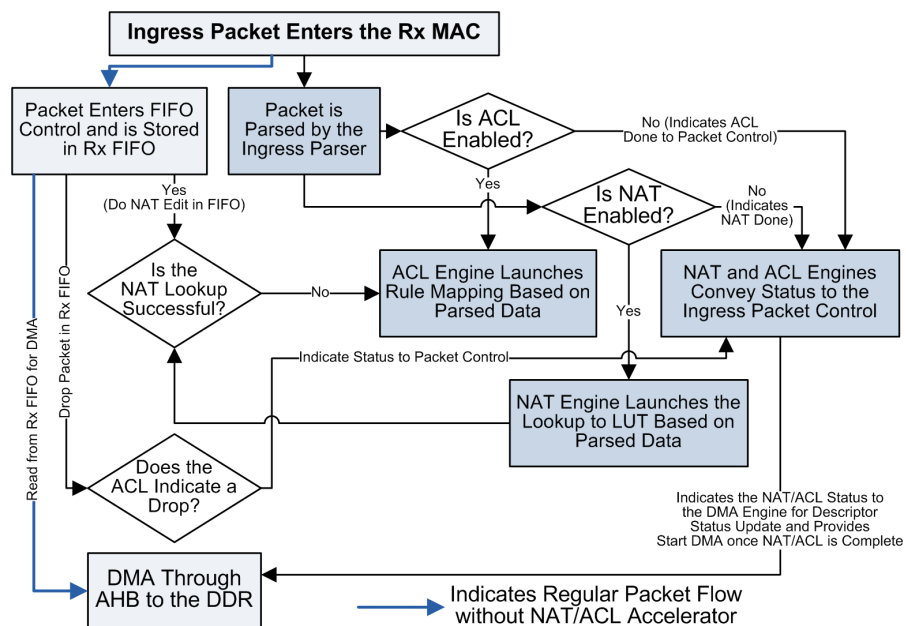 Ingress Packet Enters the Rx MAC
Packet Enters FIFO
Control and is Stored
in Rx FIFO
Packet is
Parsed by the
Ingress Parser
Is ACL
Enabled?
No (Indicates ACL
Done to Packet Control)
Yes
(Do NAT Edit in FIFO)
Yes
Is NAT
Enabled?
No
(Indicates
NAT Done)
Is the
NAT Lookup
Successful?
No
ACL Engine Launches
Rule Mapping Based on
Parsed Data
NAT and ACL Engines
Convey Status to the
Ingress Packet Control
Yes
Read from Rx FIFO for DMA
Drop Packet in Rx FIFO
Indicate Status to Packet Control
NAT Engine Launches the
Lookup to LUT Based on
Parsed Data
Does the
ACL Indicate a
Drop?
Indicates the NAT/ACL Status to
the DMA Engine for Descriptor
Status Update and Provides
Start DMA once NAT/ACL is Complete
DMA Through
AHB to the DDR
Indicates Regular Packet Flow
without NAT/ACL Accelerator